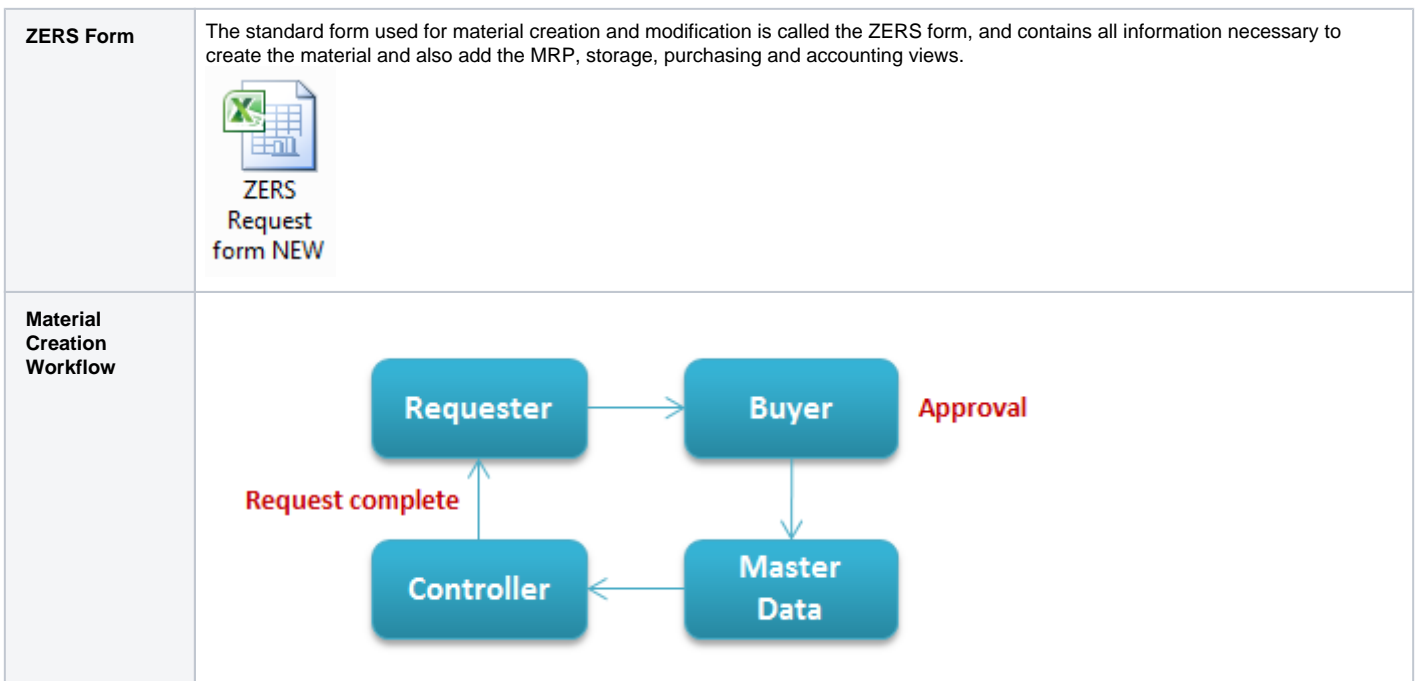 ZERS Form
The standard form used for material creation and modification is called the ZERS form, and contains all information necessary to
create the material and also add the MRP, storage, purchasing and accounting views.
ZERS
Request
form NEW
Material
Creation
Workflow
Requester
Buyer
Approval
Request complete
Controller
Master
Data